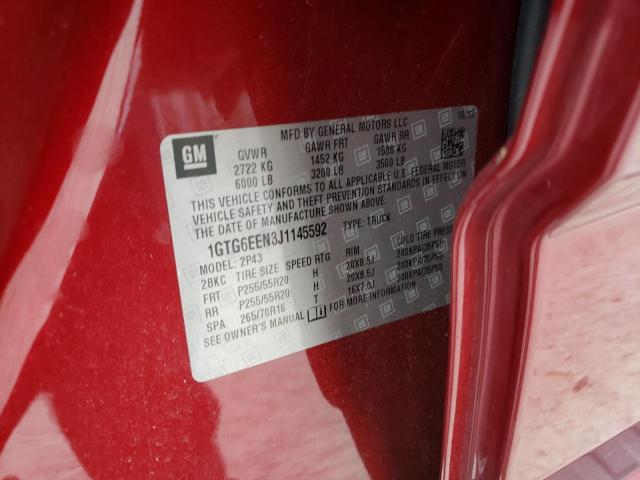 GM
MFD BY GENERAL MOTORS LLC 10/17
GVWR GAWR FRT GAWR RR
2722 KG 1452 KG 1588 KG
6000 LB 3200 LB 3500 LB
THIS VEHICLE CONFORMS TO ALL APPLICABLE U.S. FEDERAL MOTOR
VEHICLE SAFETY AND THEFT PREVENTION STANDARDS IN EFFECT ON
THE DATE OF MANUFACTURE SHOWN ABOVE.
1GTG6EEN3J1145592 TYPE: TRUCK
MODEL: 2P43
2BKC TIRE SIZE SPEED RTG RIM COLD TIRE
FRT P255/55R20 H 20X8.5J 240KPA(35PSI)
RR P255/55R20 H 20X8.5J 240KPA(35PSI)
SPA 265/70R16 T 16X7.0J 240KPA(35PSI)
SEE OWNER'S MANUAL FOR MORE INFORMATION.